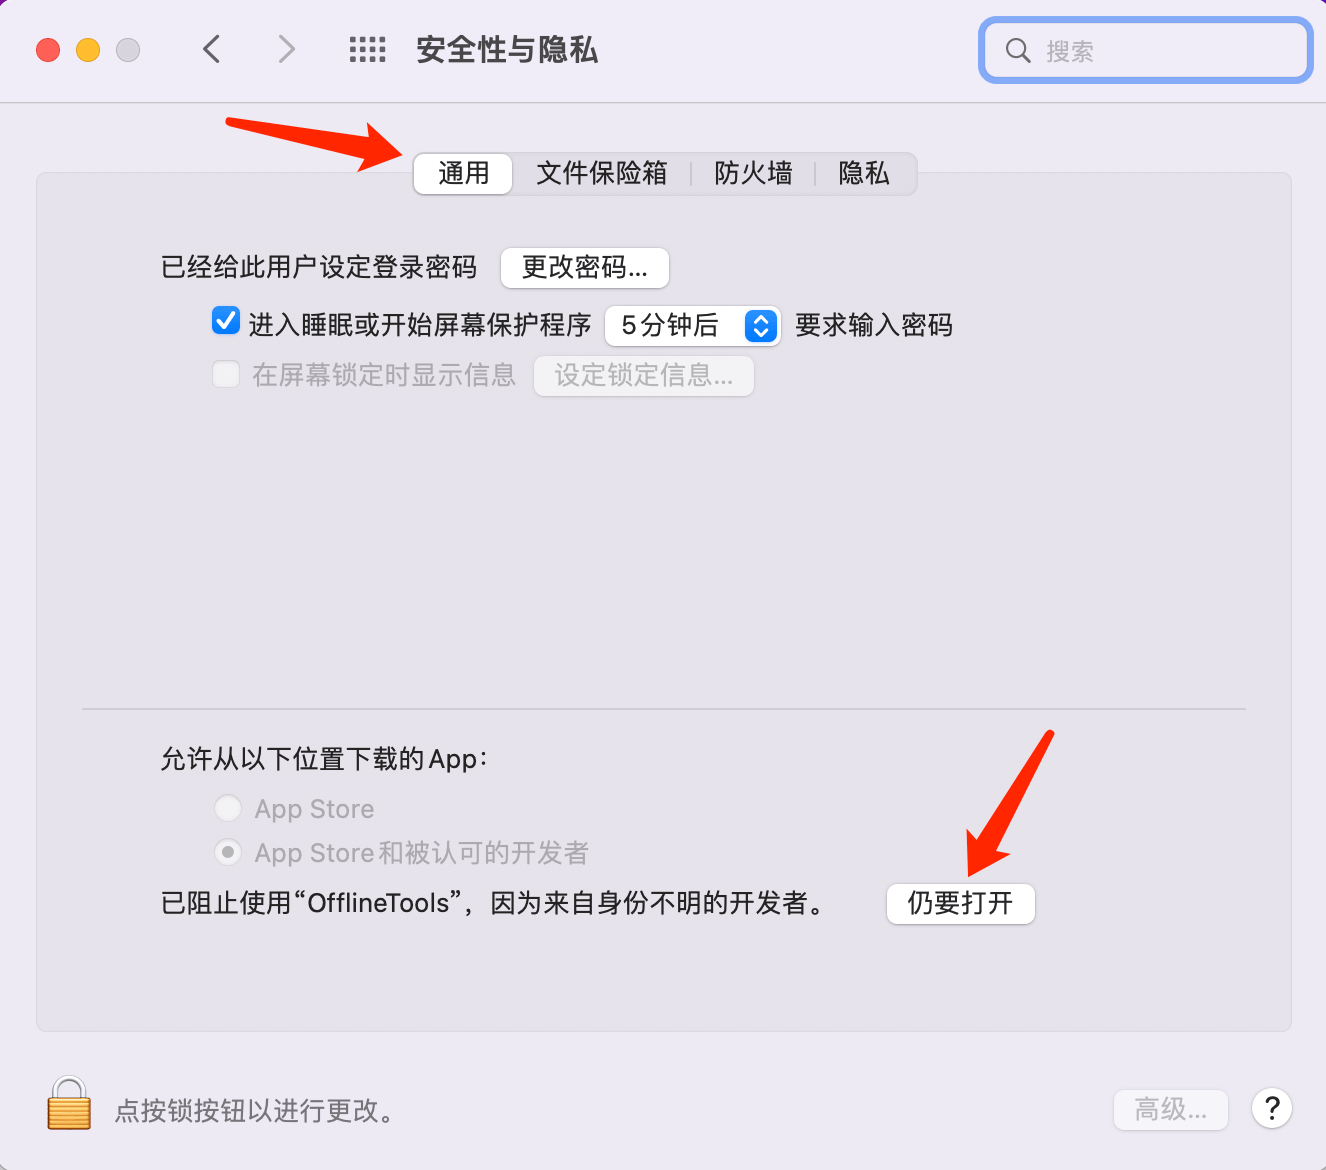 安全性与隐私
搜索
通用 文件保险箱 防火墙 隐私
已经给此用户设定登录密码 更改密码...
进入睡眠或开始屏幕保护程序 5分钟后 要求输入密码
在屏幕锁定时显示信息 设定锁定信息...
允许从以下位置下载的App：
App Store
App Store和被认可的开发者
已阻止使用“OfflineTools”，因为来自身份不明的开发者。 仍要打开
点按锁按钮以进行更改。 高级... ?